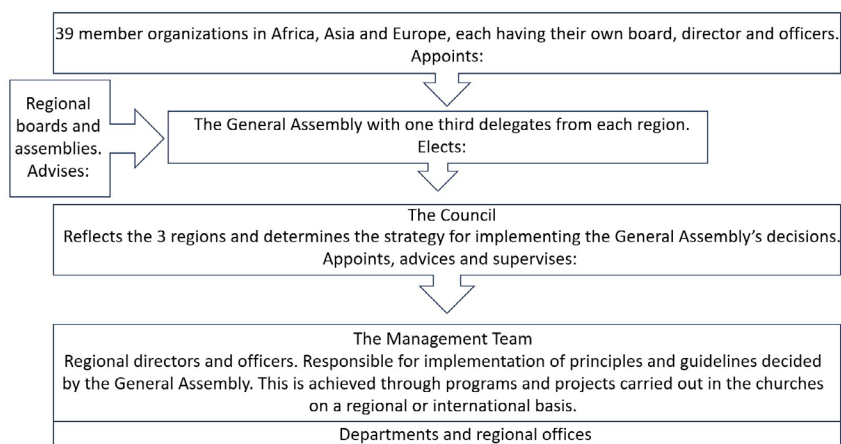 39 member organizations in Africa, Asia and Europe, each having their own board, director and officers.
Appoints:
Regional
boards and
assemblies.
Advises:
The General Assembly with one third delegates from each region.
Elects:
The Council
Reflects the 3 regions and determines the strategy for implementing the General Assembly's decisions.
Appoints, advices and supervises:
The Management Team
Regional directors and officers. Responsible for implementation of principles and guidelines decided
by the General Assembly. This is achieved through programs and projects carried out in the churches
on a regional or international basis.
Departments and regional offices